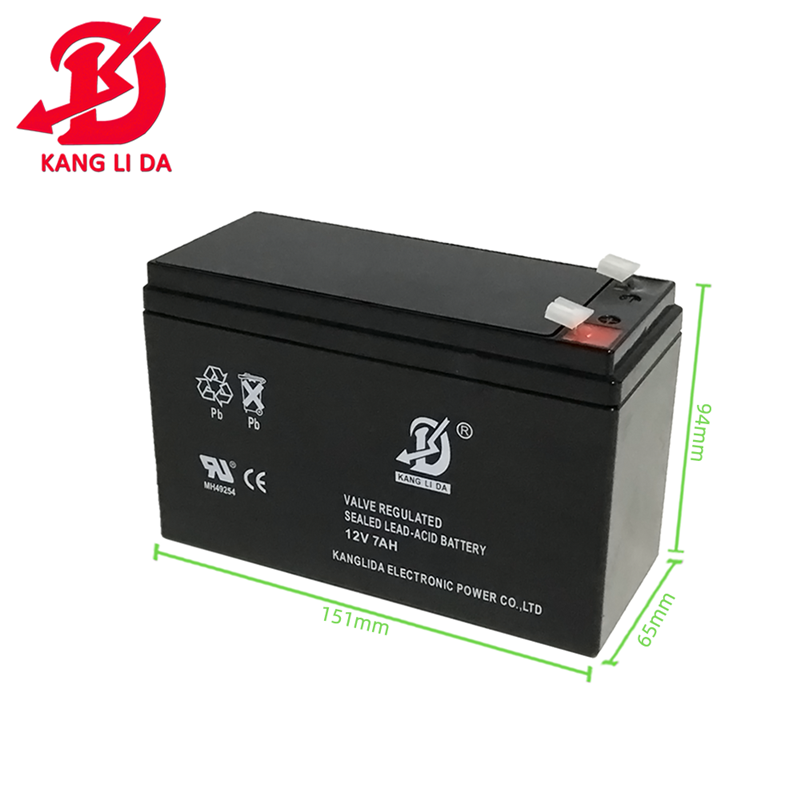 KANG LI DA
Pb
Pb
MH49254
CE
KANG LI DA
®
VALVE REGULATED
SEALED LEAD-ACID BATTERY
12V 7AH
KANGLIDA ELECTRONIC POWER CO.,LTD
94mm
151mm
65mm